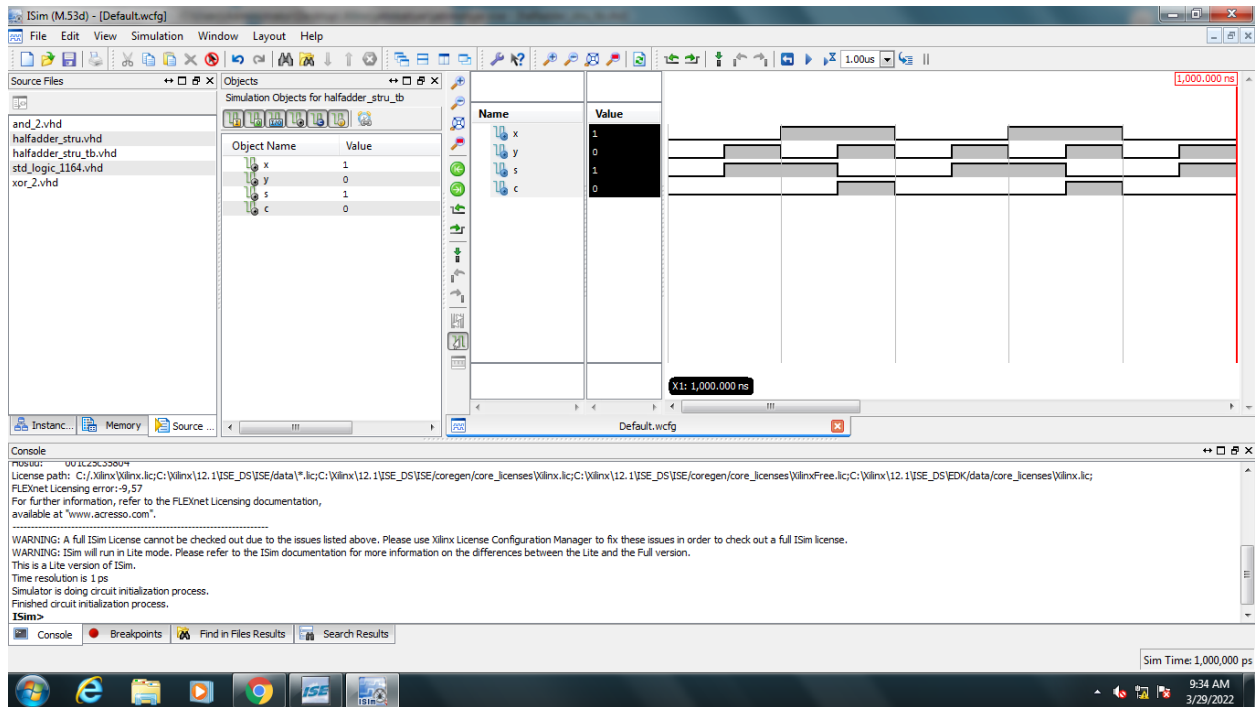 ISim (M.53d) - [Default.wcfg]
File Edit View Simulation Window Layout Help
1.00us
Source Files
and_2.vhd
halfadder_stru.vhd
halfadder_stru_tb.vhd
std_logic_1164.vhd
xor_2.vhd
Instanc... Memory Source ...
Objects
Simulation Objects for halfadder_stru_tb
Object Name Value
x 1
y 0
s 1
c 0
1,000.000 ns
Name Value
x 1
y 0
s 1
c 0
X1: 1,000.000 ns
Default.wcfg
Console
License path: C:/.Xilinx\Xilinx.lic;C:\Xilinx\12.1\ISE_DS\ISE/data\*.lic;C:\Xilinx\12.1\ISE_DS\ISE/coregen/core_licenses\Xilinx.lic;C:\Xilinx\12.1\ISE_DS\ISE/coregen/core_licenses\XilinxFree.lic;C:\Xilinx\12.1\ISE_DS\EDK/data/core_licenses\Xilinx.lic;
FLEXnet Licensing error:-9,57
For further information, refer to the FLEXnet Licensing documentation,
available at "www.acresso.com".
----------------------------------------------------------------------
WARNING: A full ISim License cannot be checked out due to the issues listed above. Please use Xilinx License Configuration Manager to fix these issues in order to check out a full ISim license.
WARNING: ISim will run in Lite mode. Please refer to the ISim documentation for more information on the differences between the Lite and the Full version.
This is a Lite version of ISim.
Time resolution is 1 ps
Simulator is doing circuit initialization process.
Finished circuit initialization process.
ISim>
Console Breakpoints Find in Files Results Search Results
Sim Time: 1,000,000 ps
ISE
ISim
9:34 AM
3/29/2022